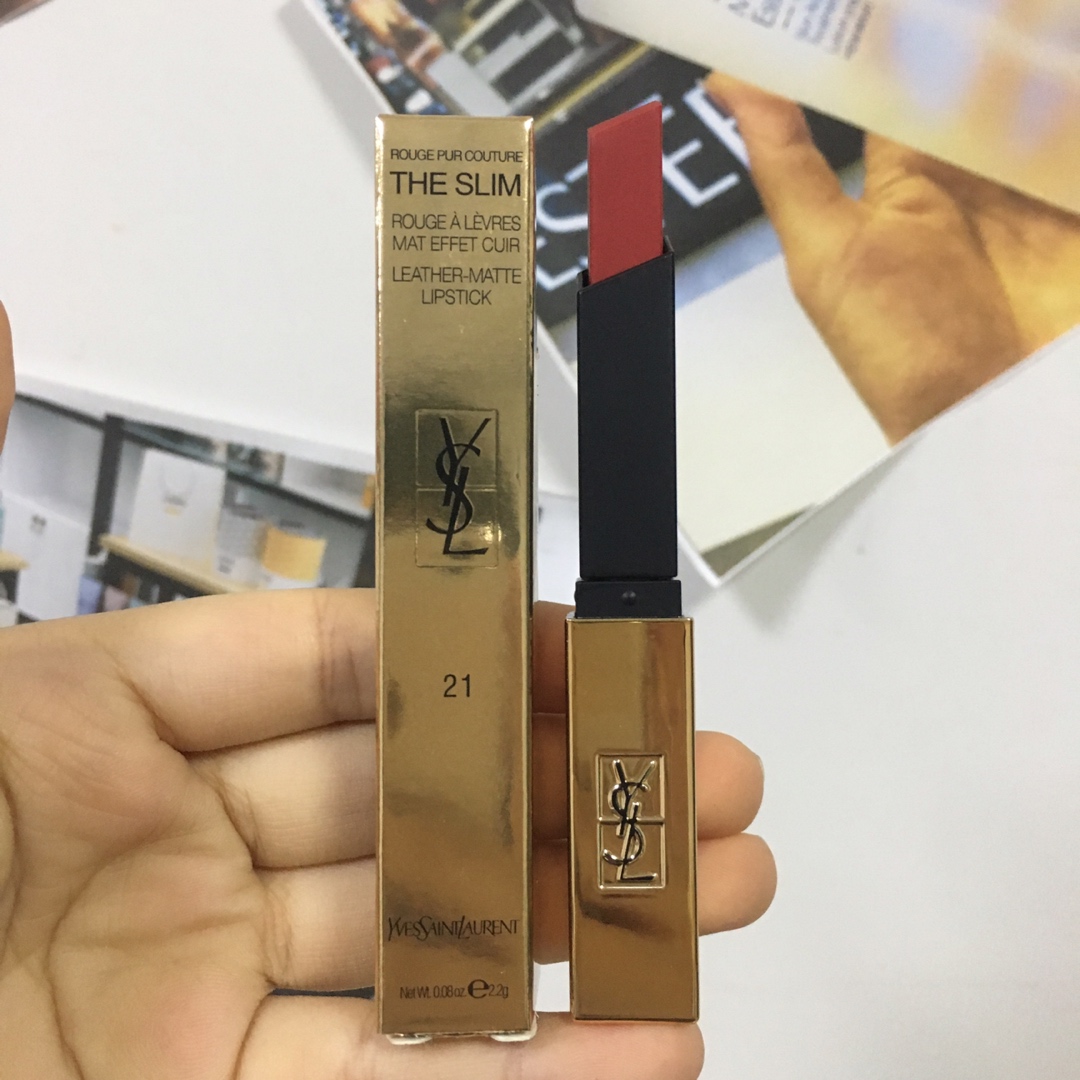 ROUGE PUR COUTURE
THE SLIM
ROUGE À LÈVRES
MAT EFFET CUIR
LEATHER-MATTE
LIPSTICK
YSL
21
YVESSAINTLAURENT
Net Wt. 0.08 oz. e 2.2g
YSL